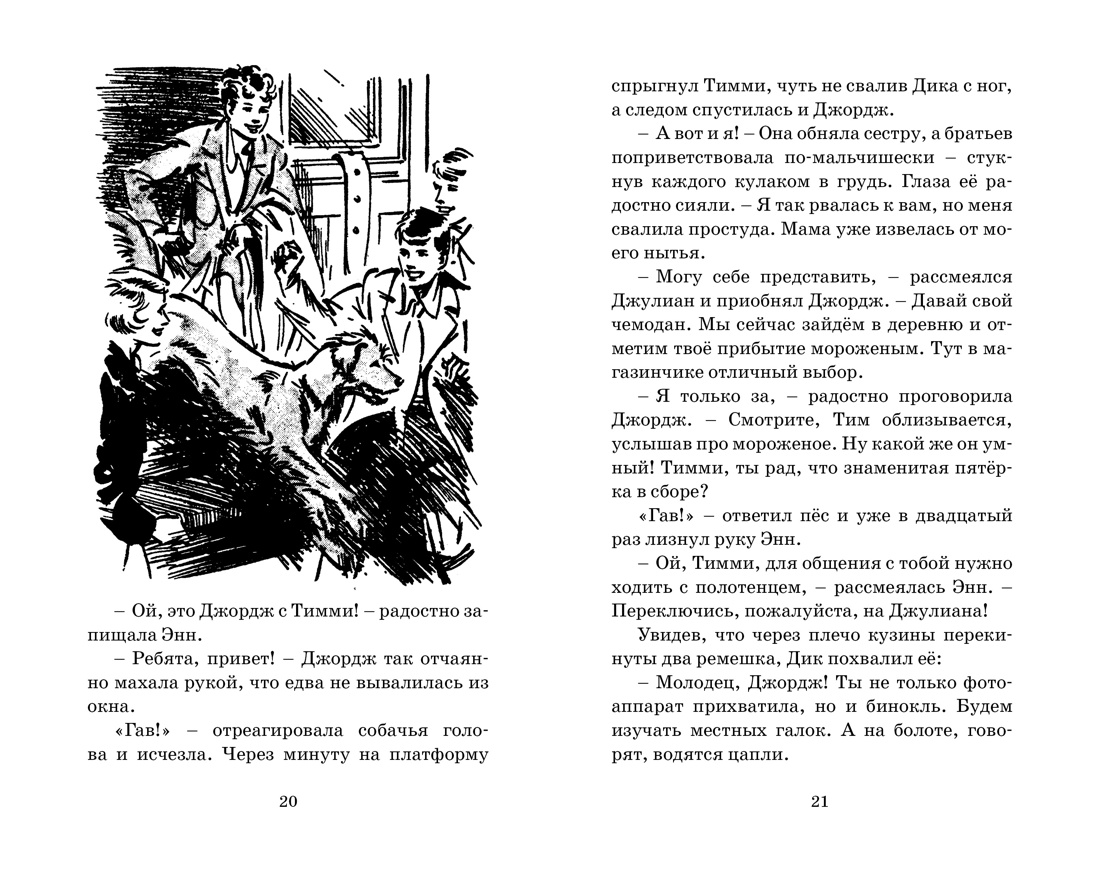 – Ой, это Джордж с Тимми! – радостно за-
пищала Энн.
– Ребята, привет! – Джордж так отчаян-
но махала рукой, что едва не вывалилась из
окна.
«Гав!» – отреагировала собачья голо-
ва и исчезла. Через минуту на платформу
20
спрыгнул Тимми, чуть не свалив Дика с ног,
а следом спустилась и Джордж.
– А вот и я! – Она обняла сестру, а братьев
поприветствовала по-мальчишески – стук-
нув каждого кулаком в грудь. Глаза её ра-
достно сияли. – Я так рвалась к вам, но меня
свалила простуда. Мама уже извелась от мо-
его нытья.
– Могу себе представить, – рассмеялся
Джулиан и приобнял Джордж. – Давай свой
чемодан. Мы сейчас зайдём в деревню и от-
метим твоё прибытие мороженым. Тут в ма-
газинчике отличный выбор.
– Я только за, – радостно проговорила
Джордж. – Смотрите, Тим облизывается,
услышав про мороженое. Ну какой же он ум-
ный! Тимми, ты рад, что знаменитая пятёр-
ка в сборе?
«Гав!» – ответил пёс и уже в двадцатый
раз лизнул руку Энн.
– Ой, Тимми, для общения с тобой нужно
ходить с полотенцем, – рассмеялась Энн. –
Переключись, пожалуйста, на Джулиана!
Увидев, что через плечо кузины переки-
нуты два ремешка, Дик похвалил её:
– Молодец, Джордж! Ты не только фото-
аппарат прихватила, но и бинокль. Будем
изучать местных галок. А на болоте, гово-
рят, водятся цапли.
21